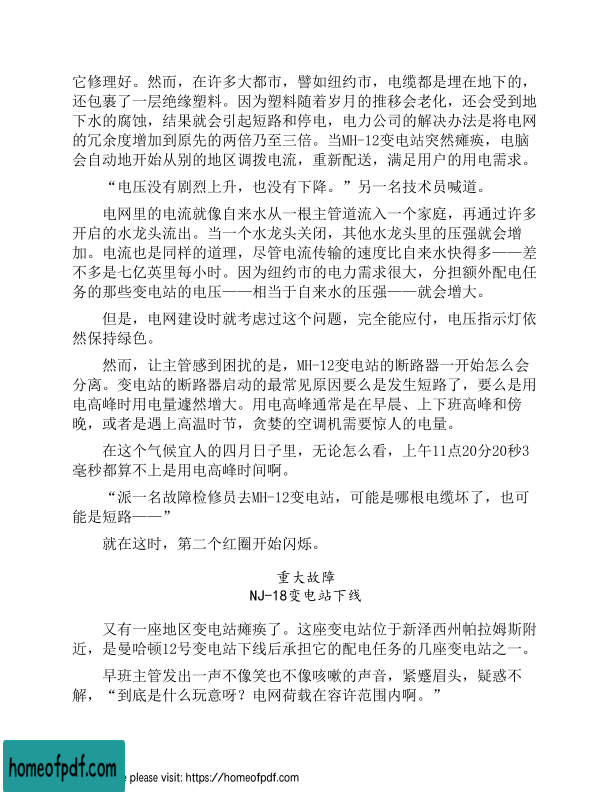 它修理好。然而，在许多大都市，譬如纽约市，电缆都是埋在地下的，
还包裹了一层绝缘塑料。因为塑料随着岁月的推移会老化，还会受到地
下水的腐蚀，结果就会引起短路和停电，电力公司的解决办法是将电网
的冗余度增加到原先的两倍乃至三倍。当MH-12变电站突然瘫痪，电脑
会自动地开始从别的地区调拨电流，重新配送，满足用户的用电需求。
“电压没有剧烈上升，也没有下降。”另一名技术员喊道。
电网里的电流就像自来水从一根主管道流入一个家庭，再通过许多
开启的水龙头流出。当一个水龙头关闭，其他水龙头里的压强就会增
加。电流也是同样的道理，尽管电流传输的速度比自来水快得多——差
不多是七亿英里每小时。因为纽约市的电力需求很大，分担额外配电任
务的那些变电站的电压——相当于自来水的压强——就会增大。
但是，电网建设时就考虑过这个问题，完全能应付，电压指示灯依
然保持绿色。
然而，让主管感到困扰的是，MH-12变电站的断路器一开始怎么会
分离。变电站的断路器启动的最常见原因要么是发生短路了，要么是用
电高峰时用电量遽然增大。用电高峰通常是在早晨、上下班高峰和傍
晚，或者是遇上高温时节，贪婪的空调机需要惊人的电量。
在这个气候宜人的四月日子里，无论怎么看，上午11点20分20秒3
毫秒都算不上是用电高峰时间啊。
“派一名故障检修员去MH-12变电站，可能是哪根电缆坏了，也可
能是短路——”
就在这时，第二个红圈开始闪烁。
重大故障
NJ-18变电站下线
又有一座地区变电站瘫痪了。这座变电站位于新泽西州帕拉姆斯附
近，是曼哈顿12号变电站下线后承担它的配电任务的几座变电站之一。
早班主管发出一声不像笑也不像咳嗽的声音，紧蹙眉头，疑惑不
解，“到底是什么玩意呀？电网荷载在容许范围内啊。”
homeofpdf.com
e please visit: https://homeofpdf.com